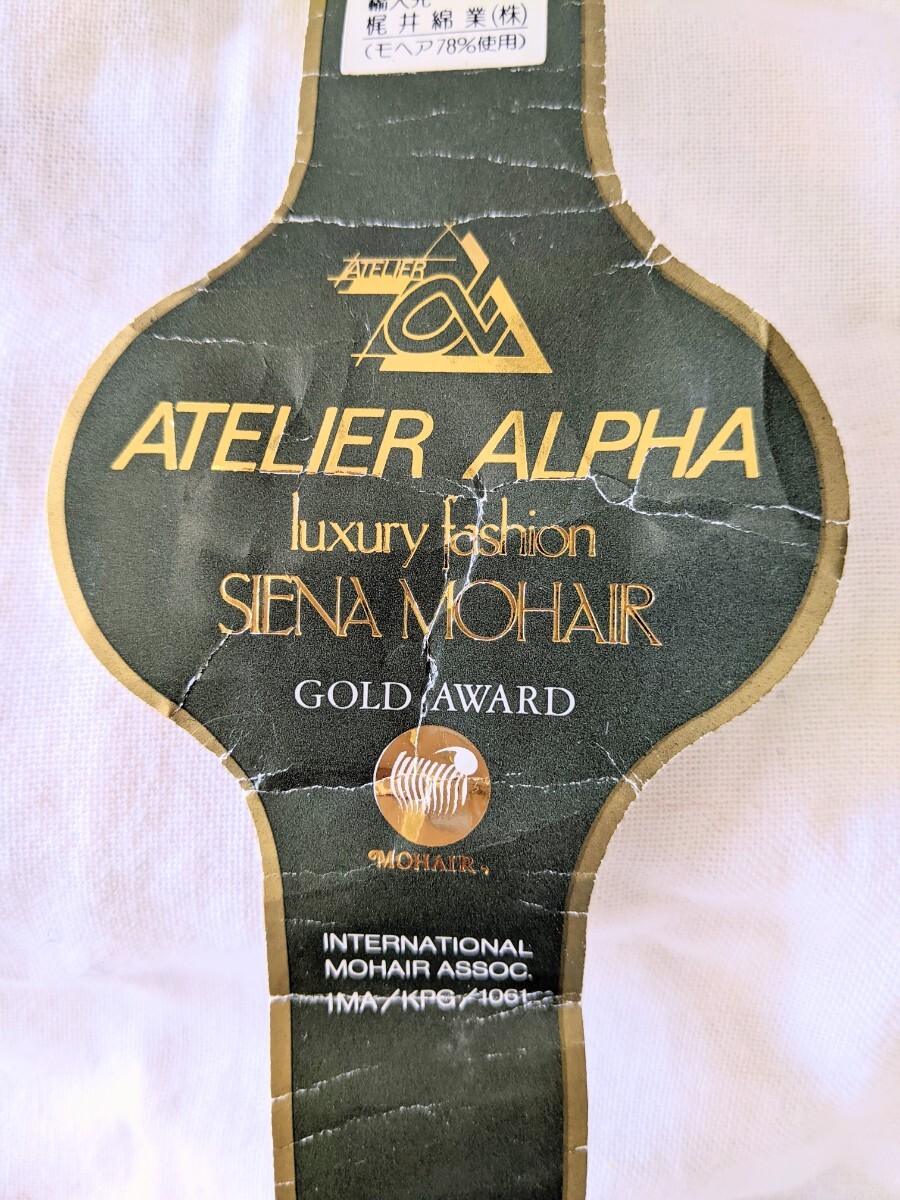 輸入元
梶井綿業(株)
(モヘア78%使用)
ATELIER
α
ATELIER ALPHA
luxury fashion
SIENA MOHAIR
GOLD AWARD
MOHAIR
INTERNATIONAL
MOHAIR ASSOC.
IMA/KPG/1061